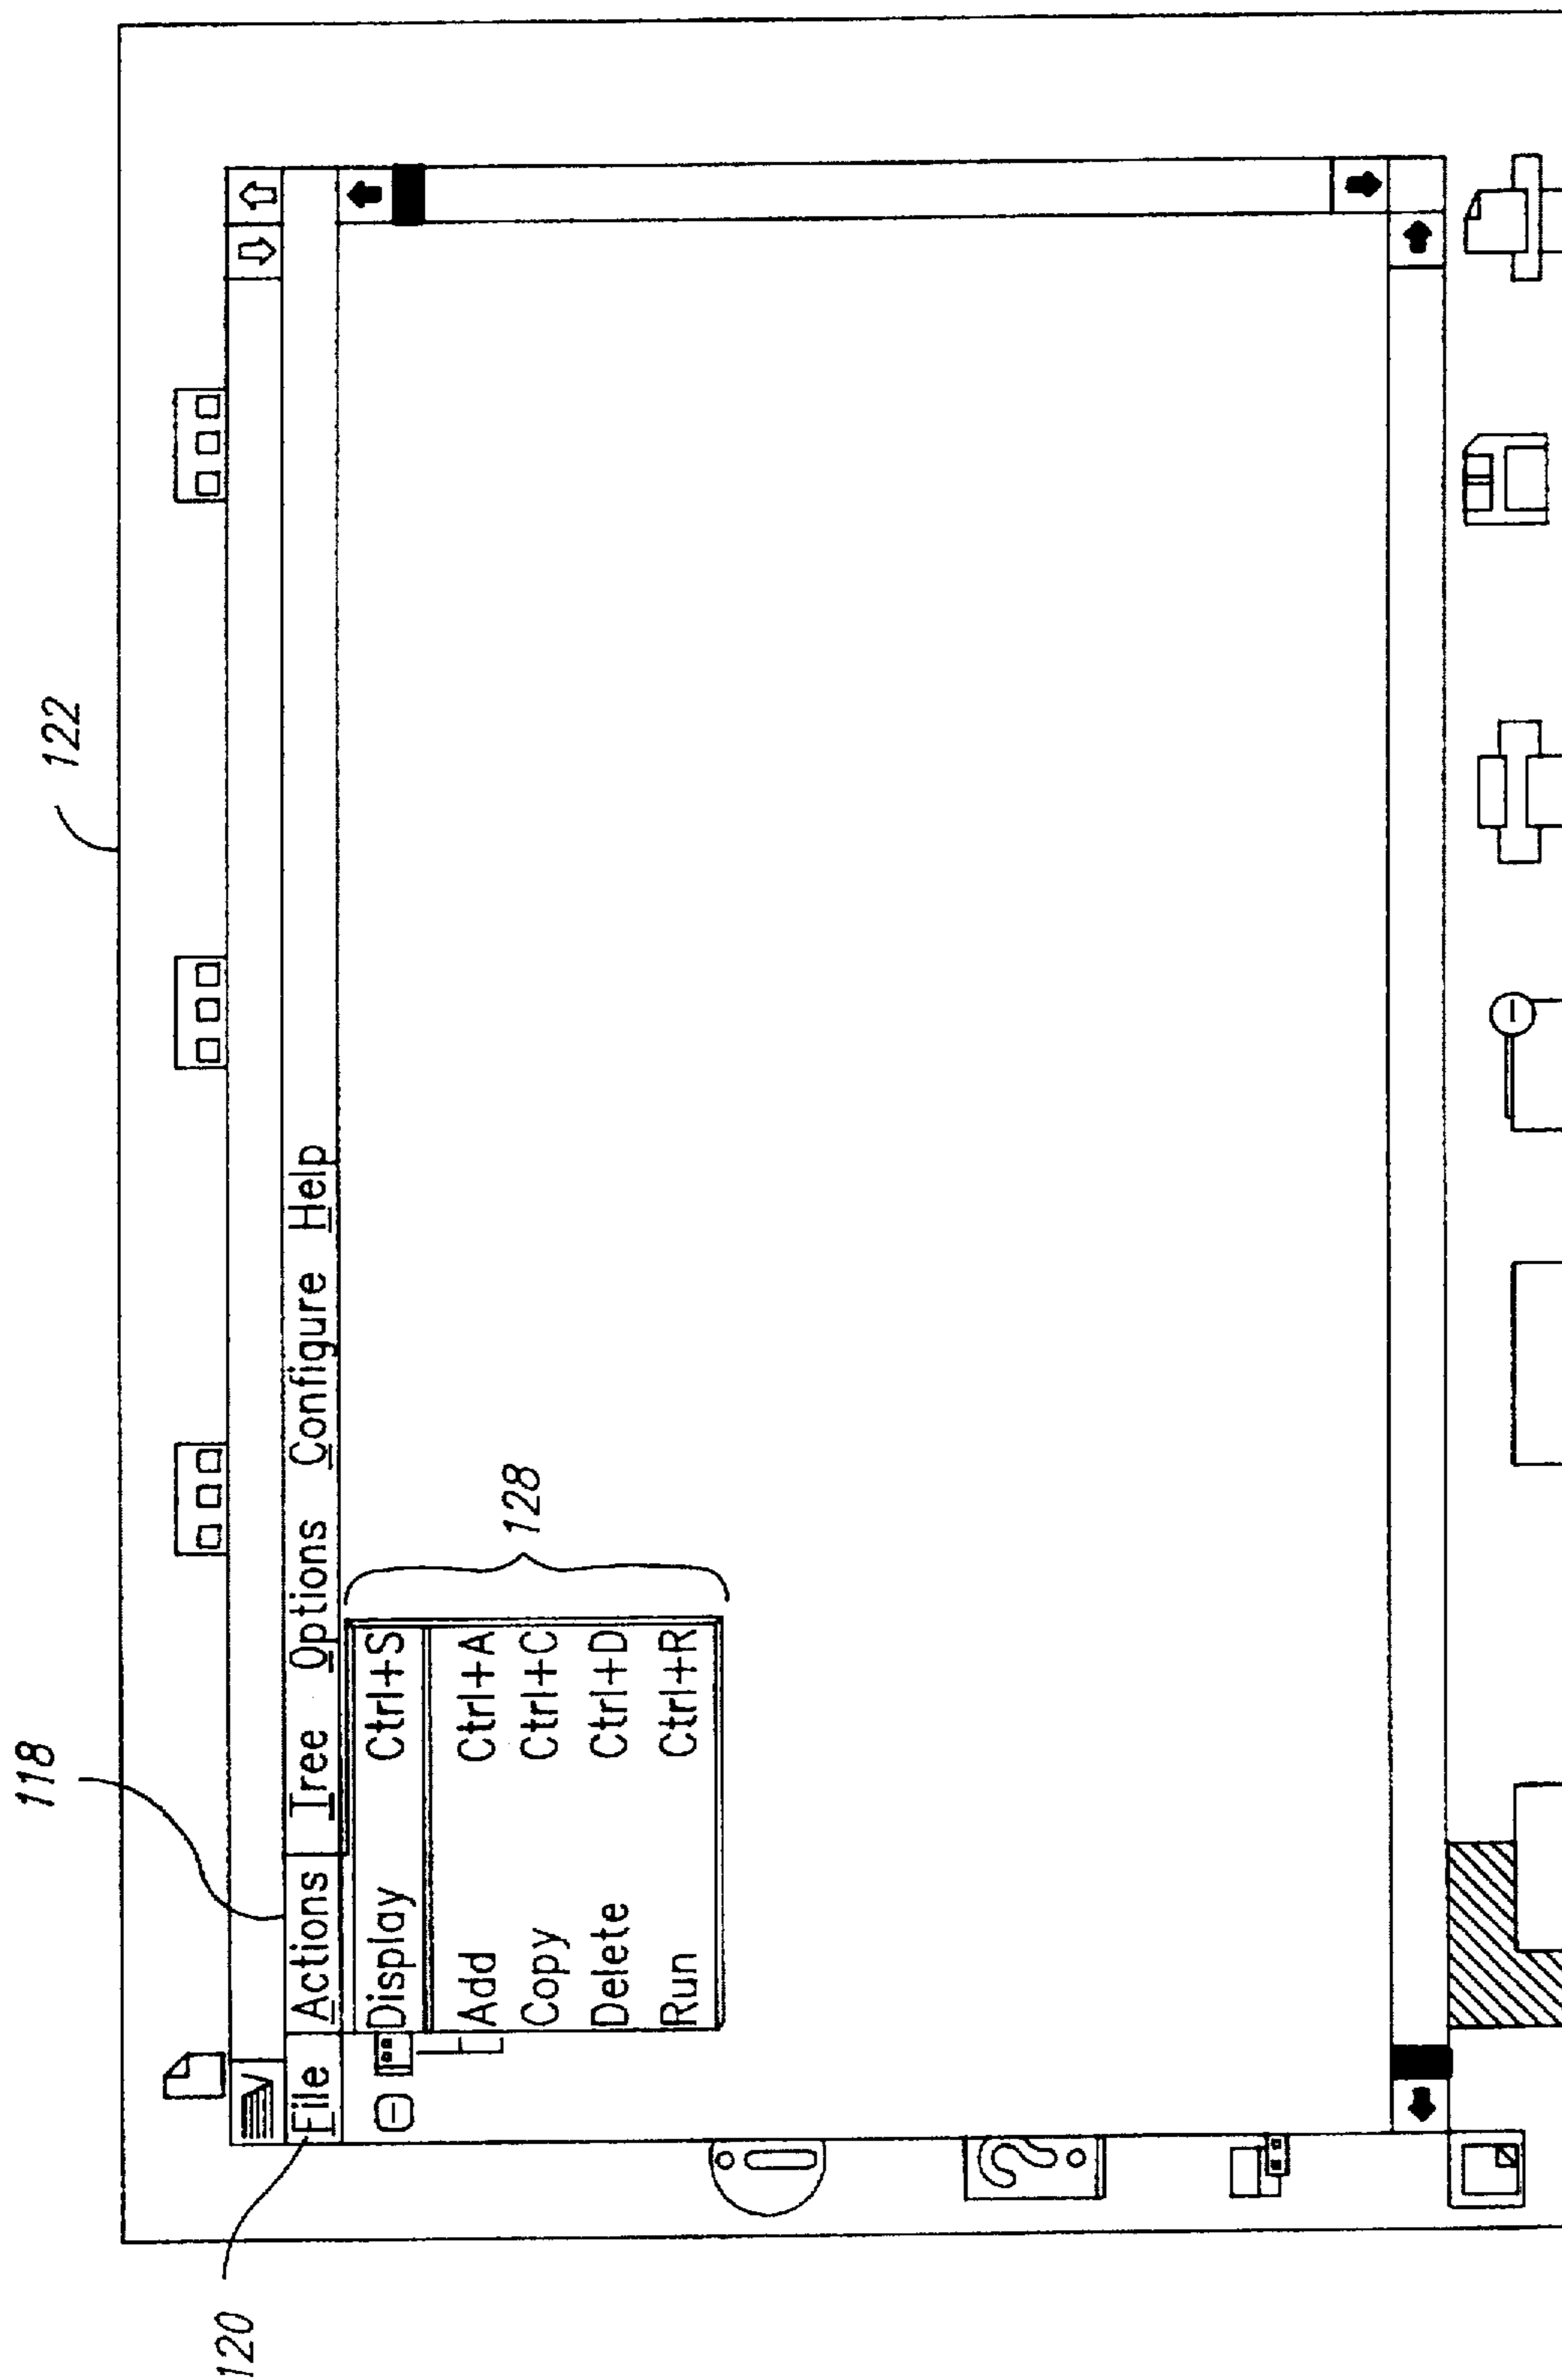 122
118
120
File Actions Tree Options Configure Help
Display Ctrl+S
Add Ctrl+A
Copy Ctrl+C
Delete Ctrl+D
Run Ctrl+R
128